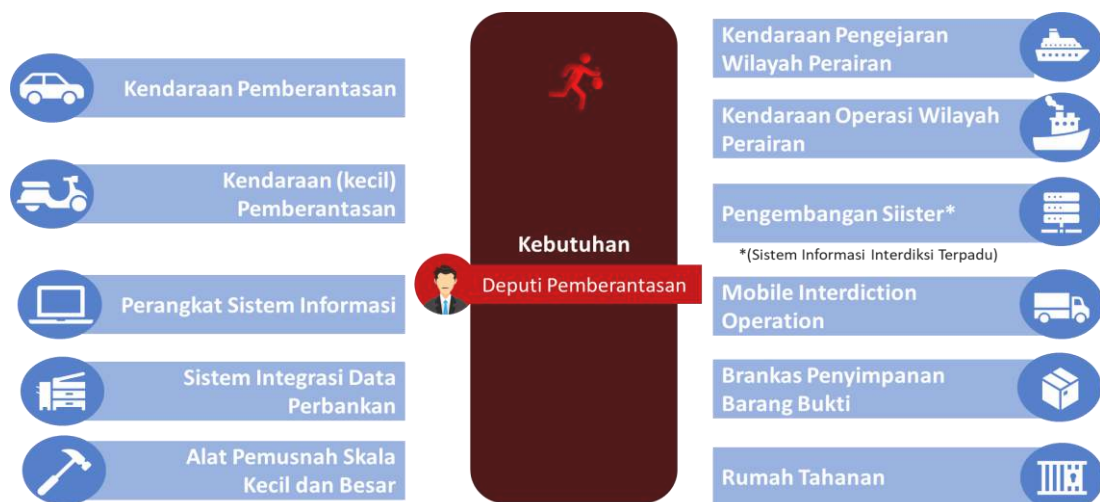 Kendaraan Pemberantasan
Kendaraan (kecil)
Pemberantasan
Perangkat Sistem Informasi
Sistem Integrasi Data
Perbankan
Alat Pemusnah Skala
Kecil dan Besar
Kebutuhan
Deputi Pemberantasan
Kendaraan Pengejaran
Wilayah Perairan
Kendaraan Operasi Wilayah
Perairan
Pengembangan Siister*
*(Sistem Informasi Interdiksi Terpadu)
Mobile Interdiction
Operation
Brankas Penyimpanan
Barang Bukti
Rumah Tahanan